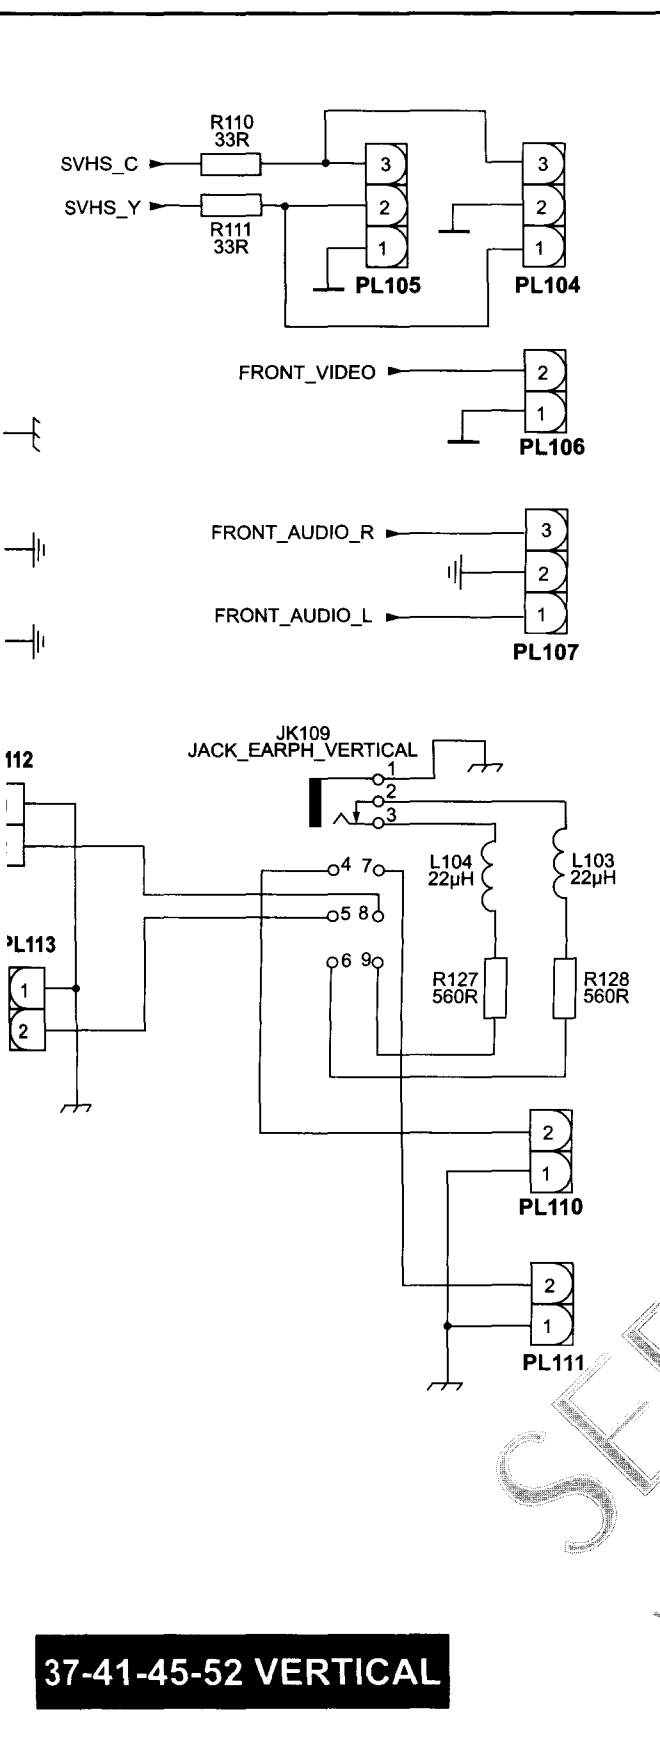 R110
33R
SVHS_C
SVHS_Y
R111
33R
3
2
1
PL105
3
2
1
PL104
FRONT_VIDEO
2
1
PL106
FRONT_AUDIO_R
3
2
FRONT_AUDIO_L
1
PL107
JK109
JACK_EARPH_VERTICAL
1
2
3
112
L104
22µH
L103
22µH
4 7
5 8
6 9
PL113
1
2
R127
560R
R128
560R
2
1
PL110
2
1
PL111
37-41-45-52 VERTICAL